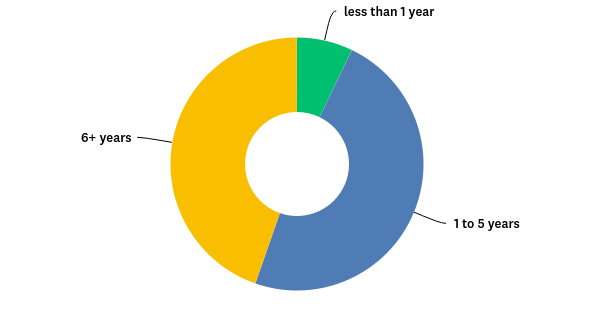 less than 1 year
6+ years
1 to 5 years